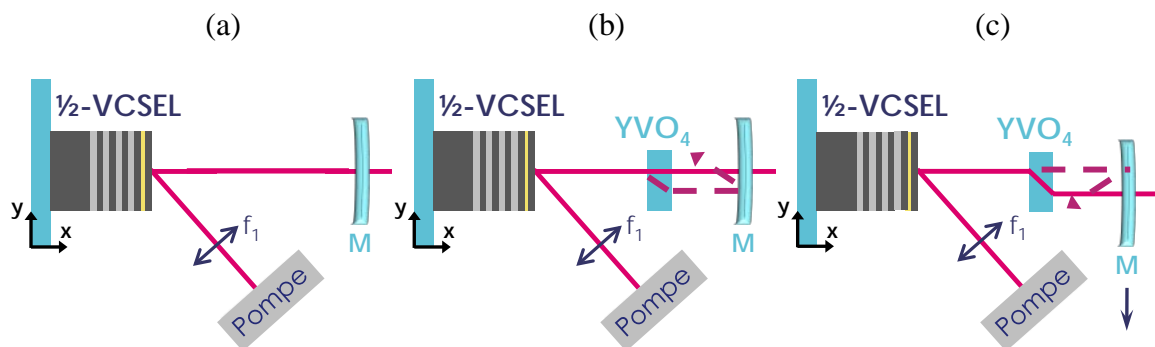 (a)
½-VCSEL
y
x
f₁
M
Pompe
(b)
½-VCSEL
YVO₄
y
x
f₁
M
Pompe
(c)
½-VCSEL
YVO₄
y
x
f₁
M
Pompe